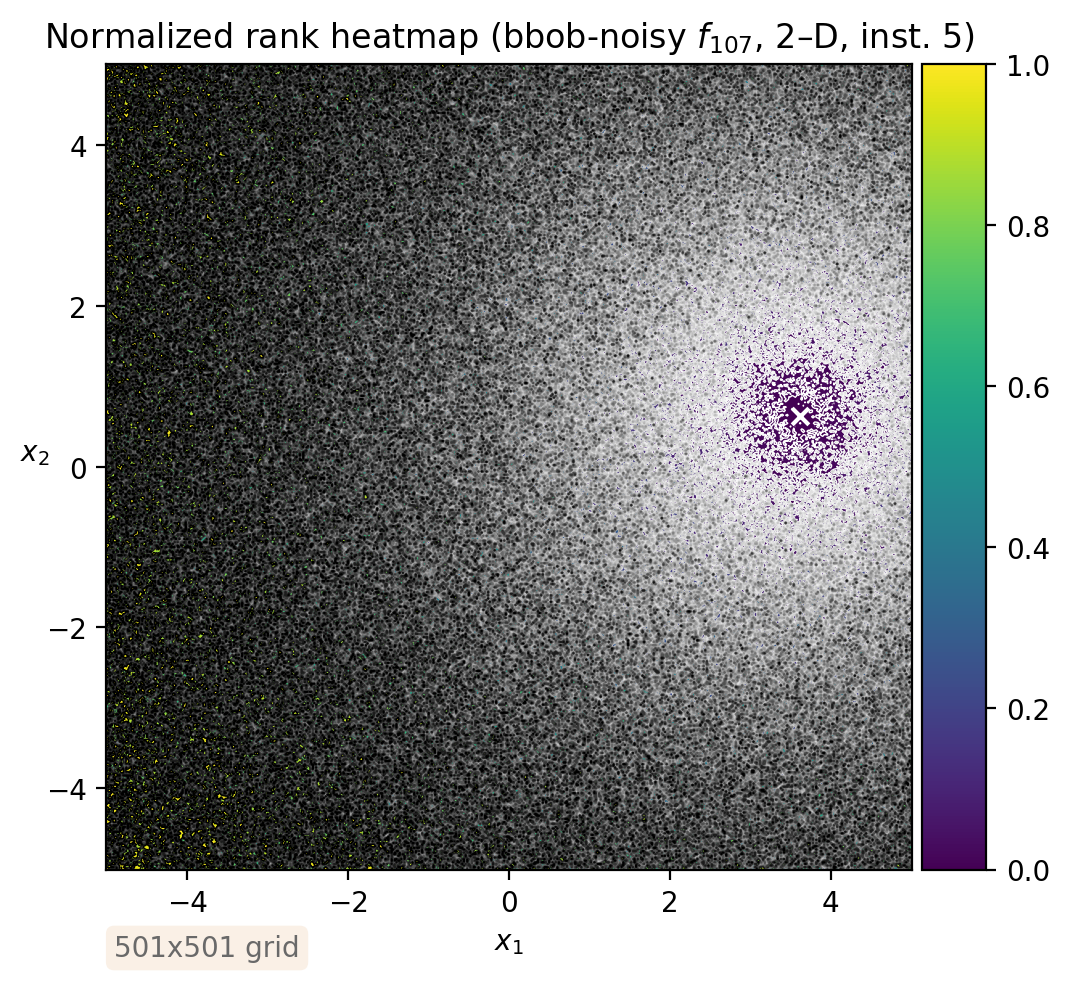 Normalized rank heatmap (bbob-noisy f₁₀₇, 2–D, inst. 5)
1.0
0.8
0.6
0.4
0.2
0.0
4
2
0
−2
−4
x₂
−4 −2 0 2 4
x₁
501x501 grid